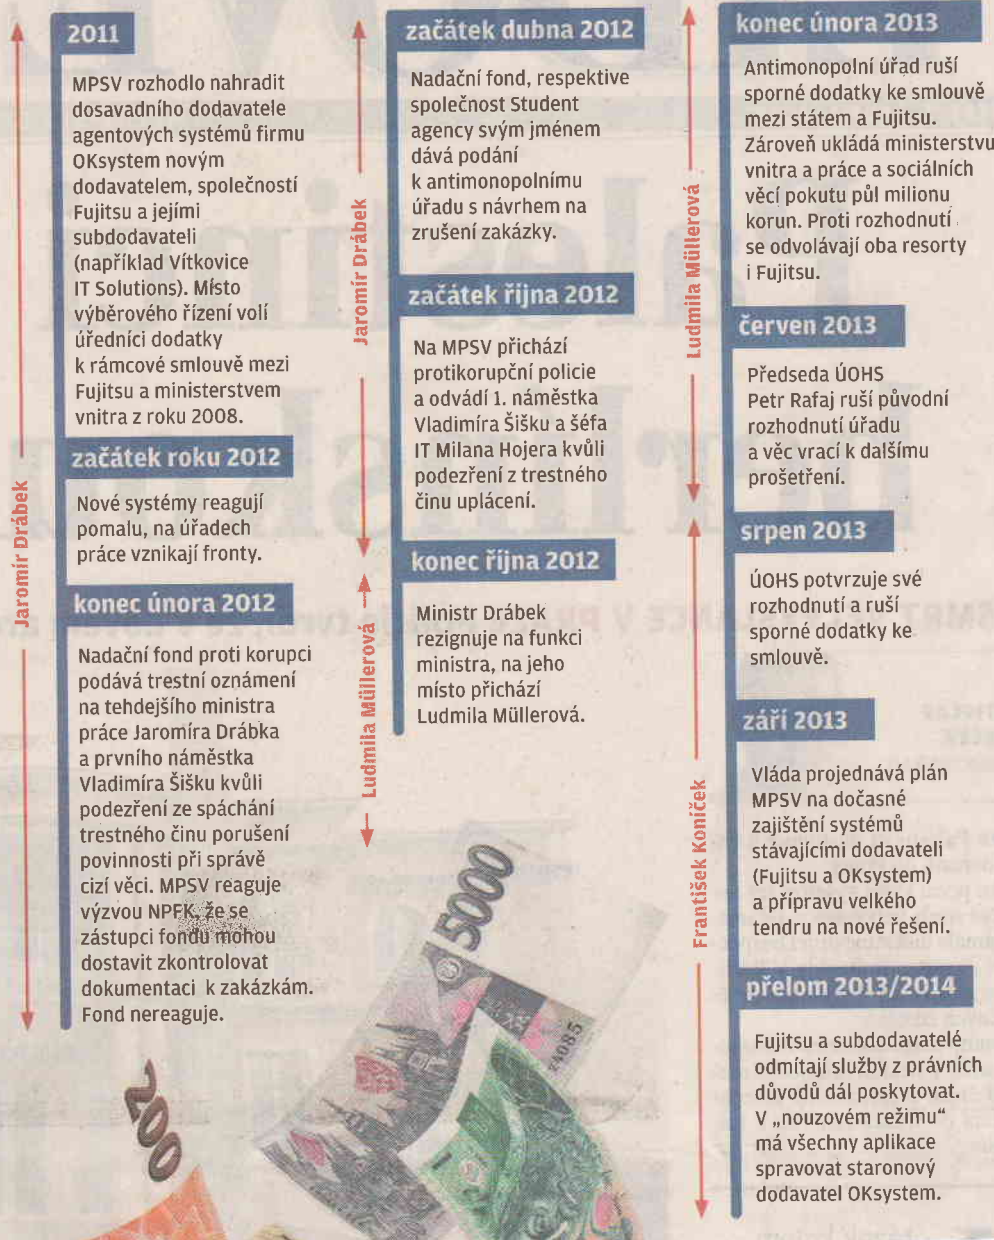 2011
MPSV rozhodlo nahradit
dosavadního dodavatele
agentových systémů firmu
OKsystem novým
dodavatelem, společností
Fujitsu a jejími
subdodavateli
(například Vítkovice
IT Solutions). Místo
výběrového řízení volí
úředníci dodatky
k rámcové smlouvě mezi
Fujitsu a ministerstvem
vnitra z roku 2008.
začátek roku 2012
Nové systémy reagují
pomalu, na úřadech
práce vznikají fronty.
konec února 2012
Nadační fond proti korupci
podává trestní oznámení
na tehdejšího ministra
práce Jaromíra Drábka
a prvního náměstka
Vladimíra Šišku kvůli
podezření ze spáchání
trestného činu porušení
povinnosti při správě
cizí věci. MPSV reaguje
výzvou NPFK, že se
zástupci fondu mohou
dostavit zkontrolovat
dokumentaci k zakázkám.
Fond nereaguje.
Jaromír Drábek
začátek dubna 2012
Nadační fond, respektive
společnost Student
agency svým jménem
dává podání
k antimonopolnímu
úřadu s návrhem na
zrušení zakázky.
začátek října 2012
Na MPSV přichází
protikorupční policie
a odvádí 1. náměstka
Vladimíra Šišku a šéfa
IT Milana Hojera kvůli
podezření z trestného
činu uplácení.
konec října 2012
Ministr Drábek
rezignuje na funkci
ministra, na jeho
místo přichází
Ludmila Müllerová.
Jaromír Drábek
Ludmila Müllerová
konec února 2013
Antimonopolní úřad ruší
sporné dodatky ke smlouvě
mezi státem a Fujitsu.
Zároveň ukládá ministerstvu
vnitra a práce a sociálních
věcí pokutu půl milionu
korun. Proti rozhodnutí
se odvolávají oba resorty
i Fujitsu.
červen 2013
Předseda ÚOHS
Petr Rafaj ruší původní
rozhodnutí úřadu
a věc vrací k dalšímu
prošetření.
srpen 2013
ÚOHS potvrzuje své
rozhodnutí a ruší
sporné dodatky ke
smlouvě.
září 2013
Vláda projednává plán
MPSV na dočasné
zajištění systémů
stávajícími dodavateli
(Fujitsu a OKsystem)
a přípravu velkého
tendru na nové řešení.
přelom 2013/2014
Fujitsu a subdodavatelé
odmítají služby z právních
důvodů dál poskytovat.
V „nouzovém režimu“
má všechny aplikace
spravovat staronový
dodavatel OKsystem.
Ludmila Müllerová
František Koníček
5000
200